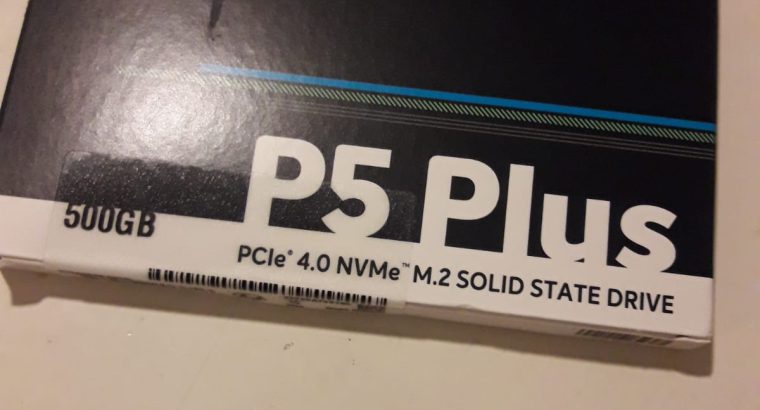 P5 Plus
500GB
PCIe® 4.0 NVMe™ M.2 SOLID STATE DRIVE